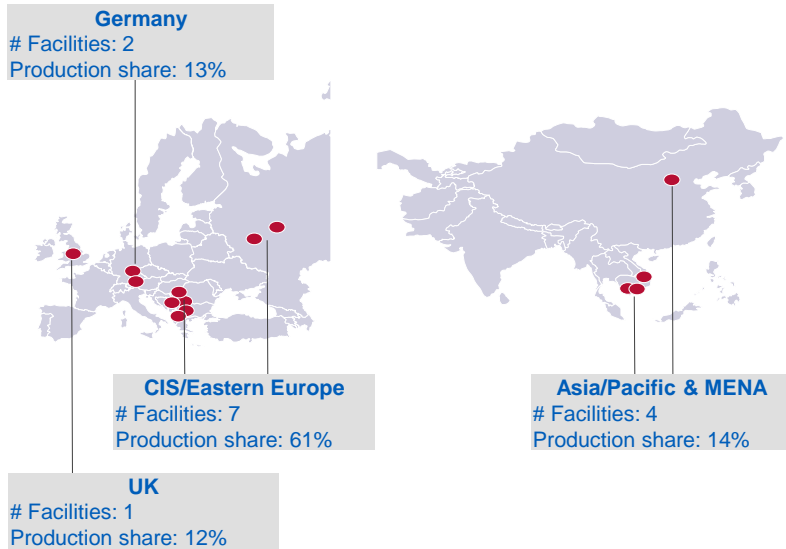 Germany
# Facilities: 2
Production share: 13%
CIS/Eastern Europe
# Facilities: 7
Production share: 61%
Asia/Pacific & MENA
# Facilities: 4
Production share: 14%
UK
# Facilities: 1
Production share: 12%